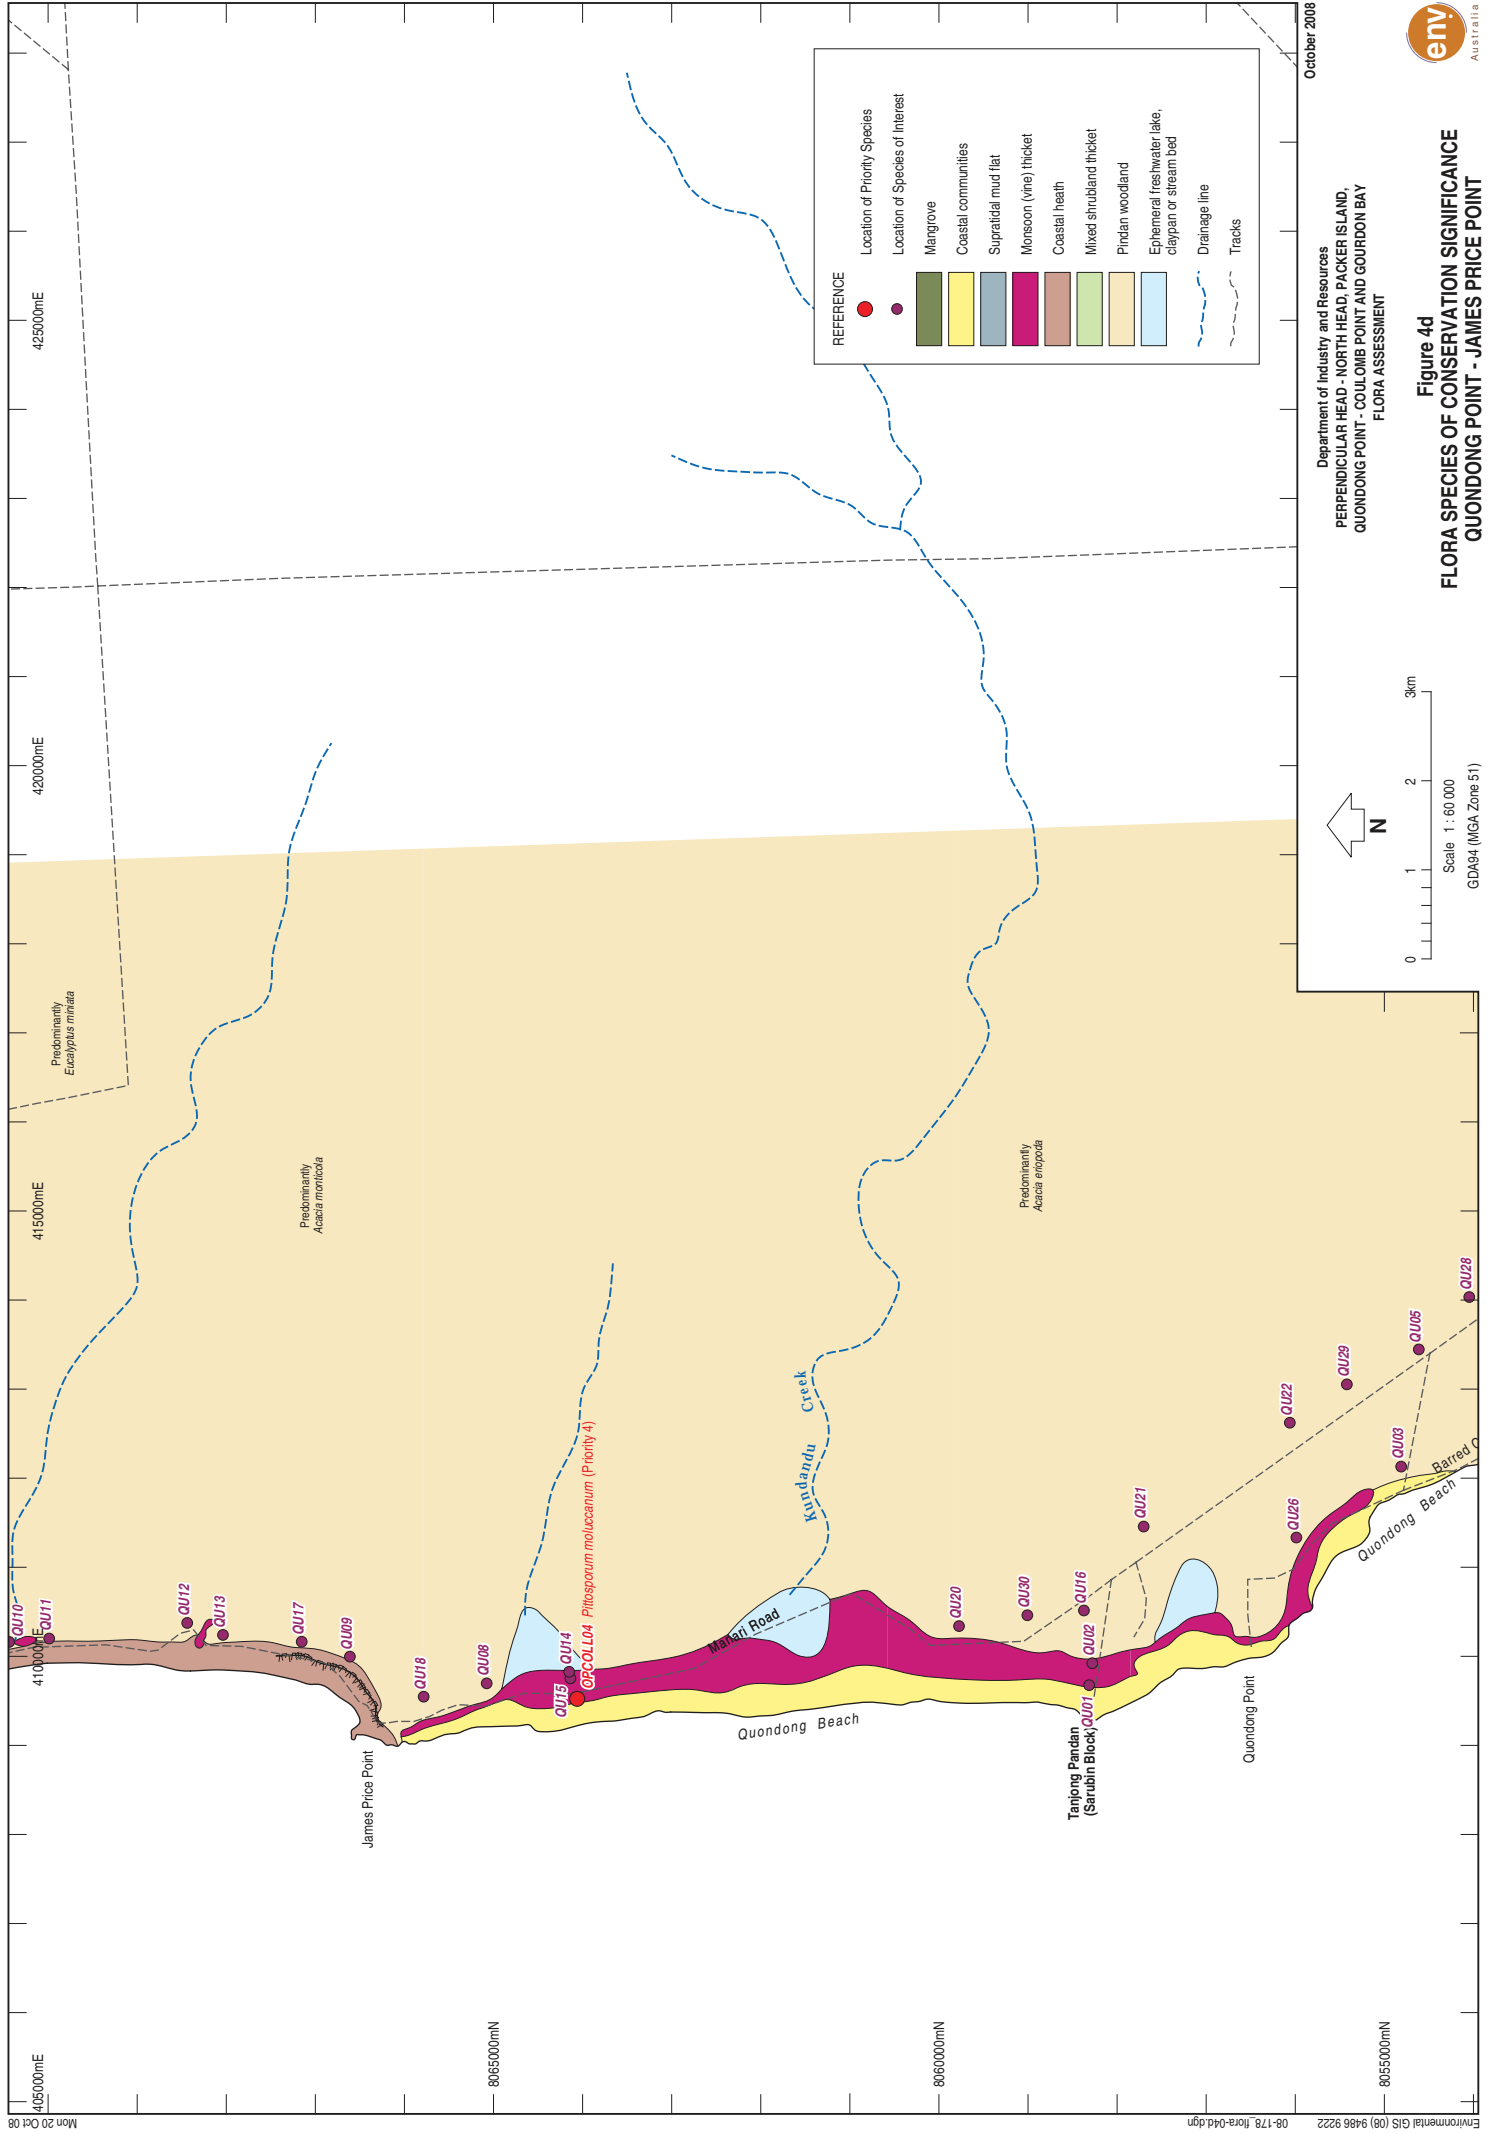 Mon 20 Oct 08
405000mE
410000mE
415000mE
420000mE
425000mE
8065000mN
8060000mN
8055000mN
Predominantly
Eucalyptus miniata
Predominantly
Acacia monticola
Predominantly
Acacia eriopoda
QU10
QU11
QU12
QU13
QU17
QU09
QU18
QU08
QU14
QU15
OPCOLL04 Pittosporum moluccanum (Priority 4)
James Price Point
Quondong Beach
Manari Road
Kundandu Creek
QU20
QU30
QU16
QU02
QU01
QU21
Tanjong Pandan
(Sarubin Block)
Quondong Point
QU26
QU22
QU29
QU03
QU05
QU28
Quondong Beach
Barred C
REFERENCE
Location of Priority Species
Location of Species of Interest
Mangrove
Coastal communities
Supratidal mud flat
Monsoon (vine) thicket
Coastal heath
Mixed shrubland thicket
Pindan woodland
Ephemeral freshwater lake,
claypan or stream bed
Drainage line
Tracks
October 2008
N
0 1 2 3km
Scale 1 : 60 000
GDA94 (MGA Zone 51)
Department of Industry and Resources
PERPENDICULAR HEAD - NORTH HEAD, PACKER ISLAND,
QUONDONG POINT - COULOMB POINT AND GOURDON BAY
FLORA ASSESSMENT
Figure 4d
FLORA SPECIES OF CONSERVATION SIGNIFICANCE
QUONDONG POINT - JAMES PRICE POINT
env
Australia
Environmental GIS (08) 9486 9222
08-178_flora-04d.dgn